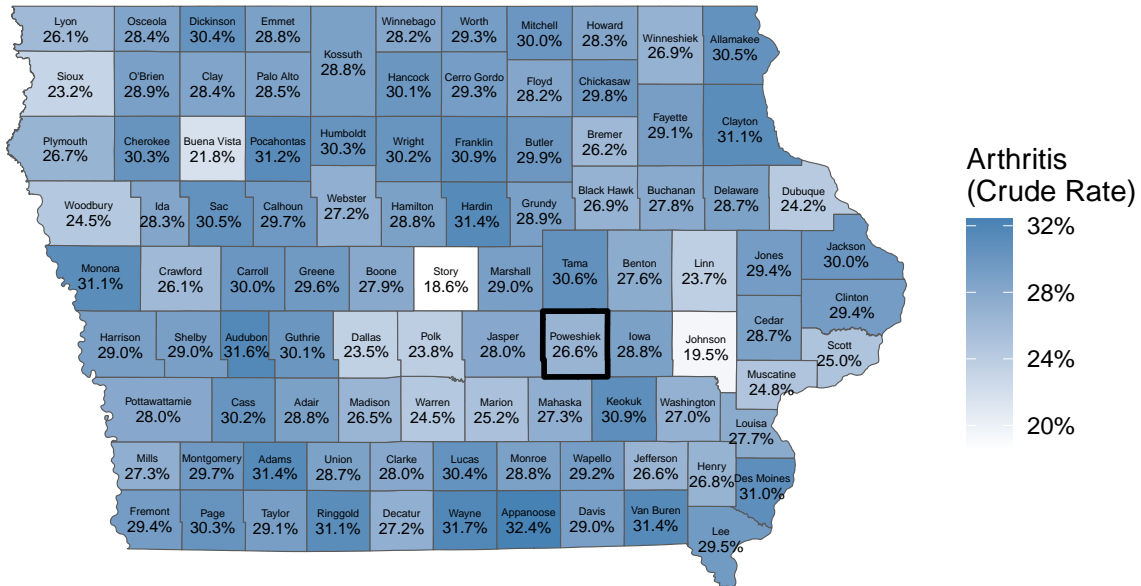 Lyon
26.1%
Osceola
28.4%
Dickinson
30.4%
Emmet
28.8%
Kossuth
28.8%
Winnebago
28.2%
Worth
29.3%
Mitchell
30.0%
Howard
28.3%
Winneshiek
26.9%
Allamakee
30.5%
Sioux
23.2%
O'Brien
28.9%
Clay
28.4%
Palo Alto
28.5%
Hancock
30.1%
Cerro Gordo
29.3%
Floyd
28.2%
Chickasaw
29.8%
Fayette
29.1%
Clayton
31.1%
Plymouth
26.7%
Cherokee
30.3%
Buena Vista
21.8%
Pocahontas
31.2%
Humboldt
30.3%
Wright
30.2%
Franklin
30.9%
Butler
29.9%
Bremer
26.2%
Woodbury
24.5%
Ida
28.3%
Sac
30.5%
Calhoun
29.7%
Webster
27.2%
Hamilton
28.8%
Hardin
31.4%
Grundy
28.9%
Black Hawk
26.9%
Buchanan
27.8%
Delaware
28.7%
Dubuque
24.2%
Monona
31.1%
Crawford
26.1%
Carroll
30.0%
Greene
29.6%
Boone
27.9%
Story
18.6%
Marshall
29.0%
Tama
30.6%
Benton
27.6%
Linn
23.7%
Jones
29.4%
Jackson
30.0%
Clinton
29.4%
Harrison
29.0%
Shelby
29.0%
Audubon
31.6%
Guthrie
30.1%
Dallas
23.5%
Polk
23.8%
Jasper
28.0%
Poweshiek
26.6%
Iowa
28.8%
Johnson
19.5%
Cedar
28.7%
Scott
25.0%
Muscatine
24.8%
Pottawattamie
28.0%
Cass
30.2%
Adair
28.8%
Madison
26.5%
Warren
24.5%
Marion
25.2%
Mahaska
27.3%
Keokuk
30.9%
Washington
27.0%
Louisa
27.7%
Mills
27.3%
Montgomery
29.7%
Adams
31.4%
Union
28.7%
Clarke
28.0%
Lucas
30.4%
Monroe
28.8%
Wapello
29.2%
Jefferson
26.6%
Henry
26.8%
Des Moines
31.0%
Fremont
29.4%
Page
30.3%
Taylor
29.1%
Ringgold
31.1%
Decatur
27.2%
Wayne
31.7%
Appanoose
32.4%
Davis
29.0%
Van Buren
31.4%
Lee
29.5%
Arthritis
(Crude Rate)
32%
28%
24%
20%